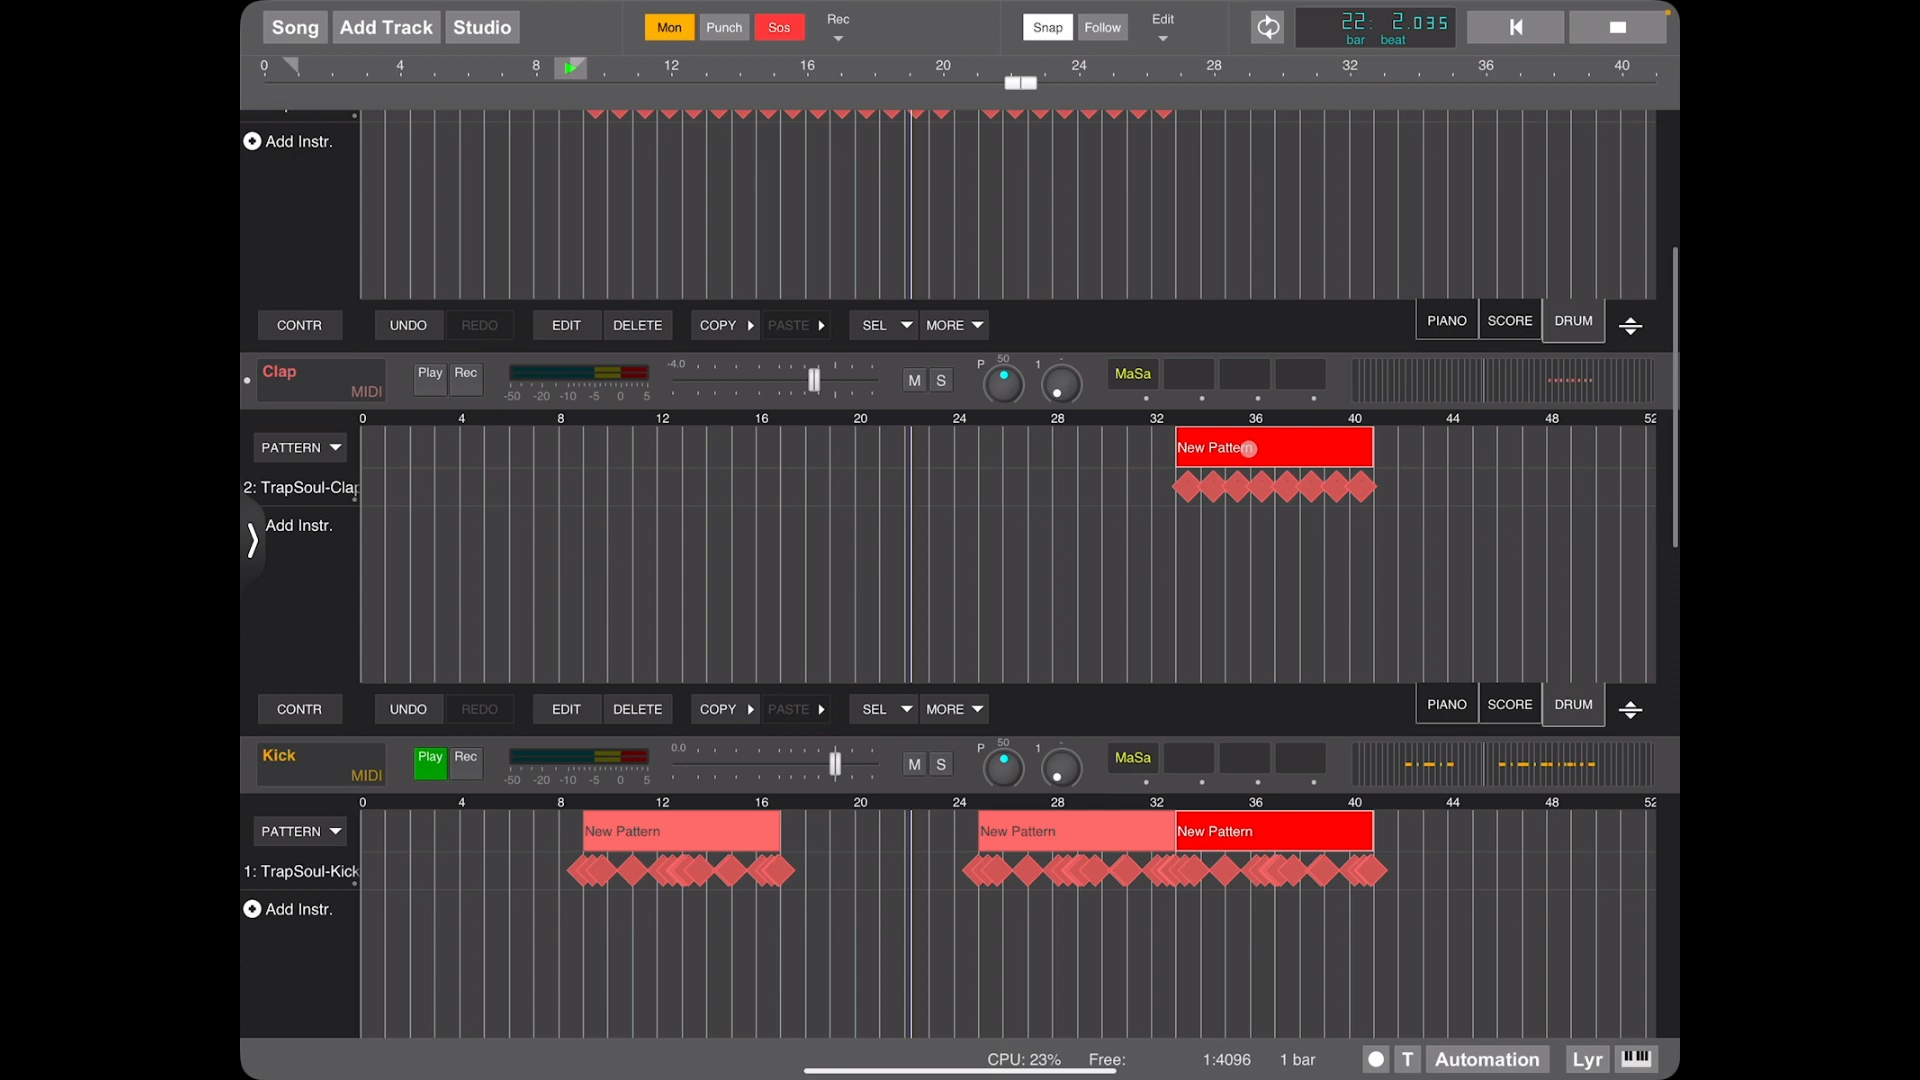 Song Add Track Studio Mon Punch Sos Rec Snap Follow Edit 22: 2.035
bar beat
0 4 8 12 16 20 24 28 32 36 40
Add Instr.
CONTR UNDO REDO EDIT DELETE COPY PASTE SEL MORE PIANO SCORE DRUM
Clap MIDI Play Rec -50 -20 -10 -5 0 5 -4.0 M S P 50 1 - MaSa
0 4 8 12 16 20 24 28 32 36 40 44 48 52
PATTERN New Pattern
2: TrapSoul-Clap
Add Instr.
CONTR UNDO REDO EDIT DELETE COPY PASTE SEL MORE PIANO SCORE DRUM
Kick MIDI Play Rec -50 -20 -10 -5 0 5 0.0 M S P 50 1 - MaSa
0 4 8 12 16 20 24 28 32 36 40 44 48 52
PATTERN New Pattern New Pattern New Pattern
1: TrapSoul-Kick
Add Instr.
CPU: 23% Free: 1:4096 1 bar T Automation Lyr